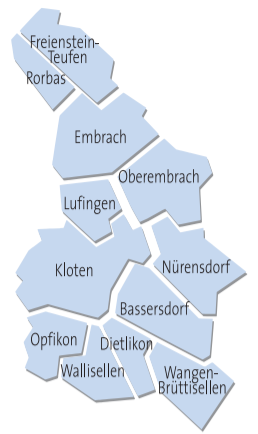 Freienstein-
Teufen
Rorbas
Embrach
Oberembrach
Lufingen
Kloten
Nürensdorf
Bassersdorf
Opfikon
Dietlikon
Wallisellen
Wangen-
Brüttisellen